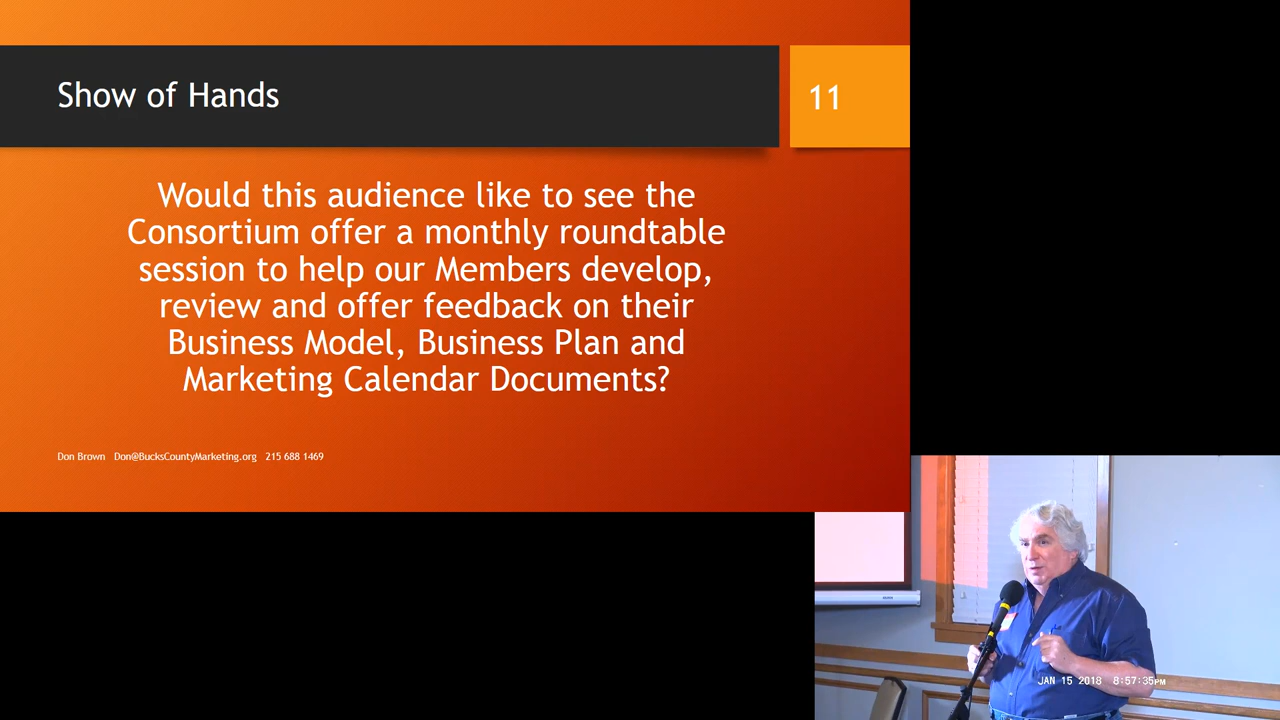 Show of Hands
11
Would this audience like to see the
Consortium offer a monthly roundtable
session to help our Members develop,
review and offer feedback on their
Business Model, Business Plan and
Marketing Calendar Documents?
Don Brown Don@BucksCountyMarketing.org 215 688 1469
JAN 15 2018 8:57:35PM